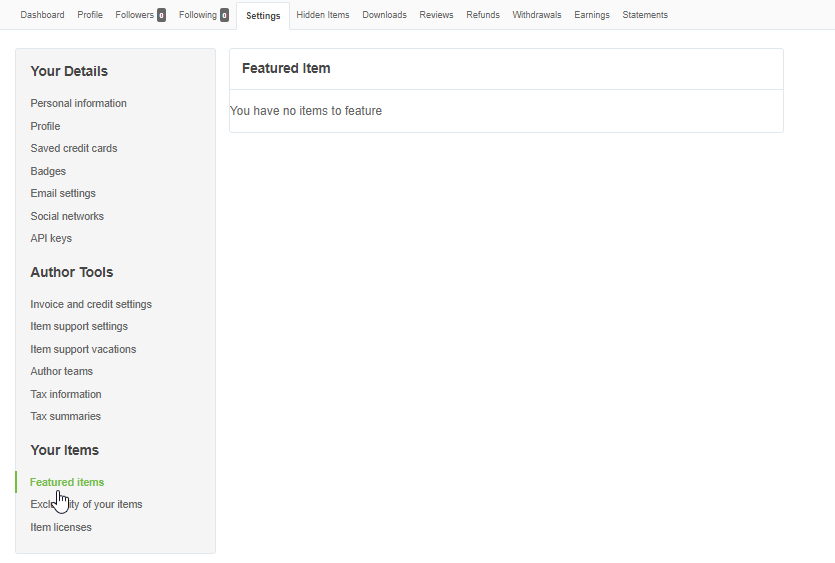 Dashboard Profile Followers 0 Following 0 Settings Hidden Items Downloads Reviews Refunds Withdrawals Earnings Statements
Your Details
Personal information
Profile
Saved credit cards
Badges
Email settings
Social networks
API keys
Author Tools
Invoice and credit settings
Item support settings
Item support vacations
Author teams
Tax information
Tax summaries
Your Items
Featured items
of your items
Item licenses
Featured Item
You have no items to feature